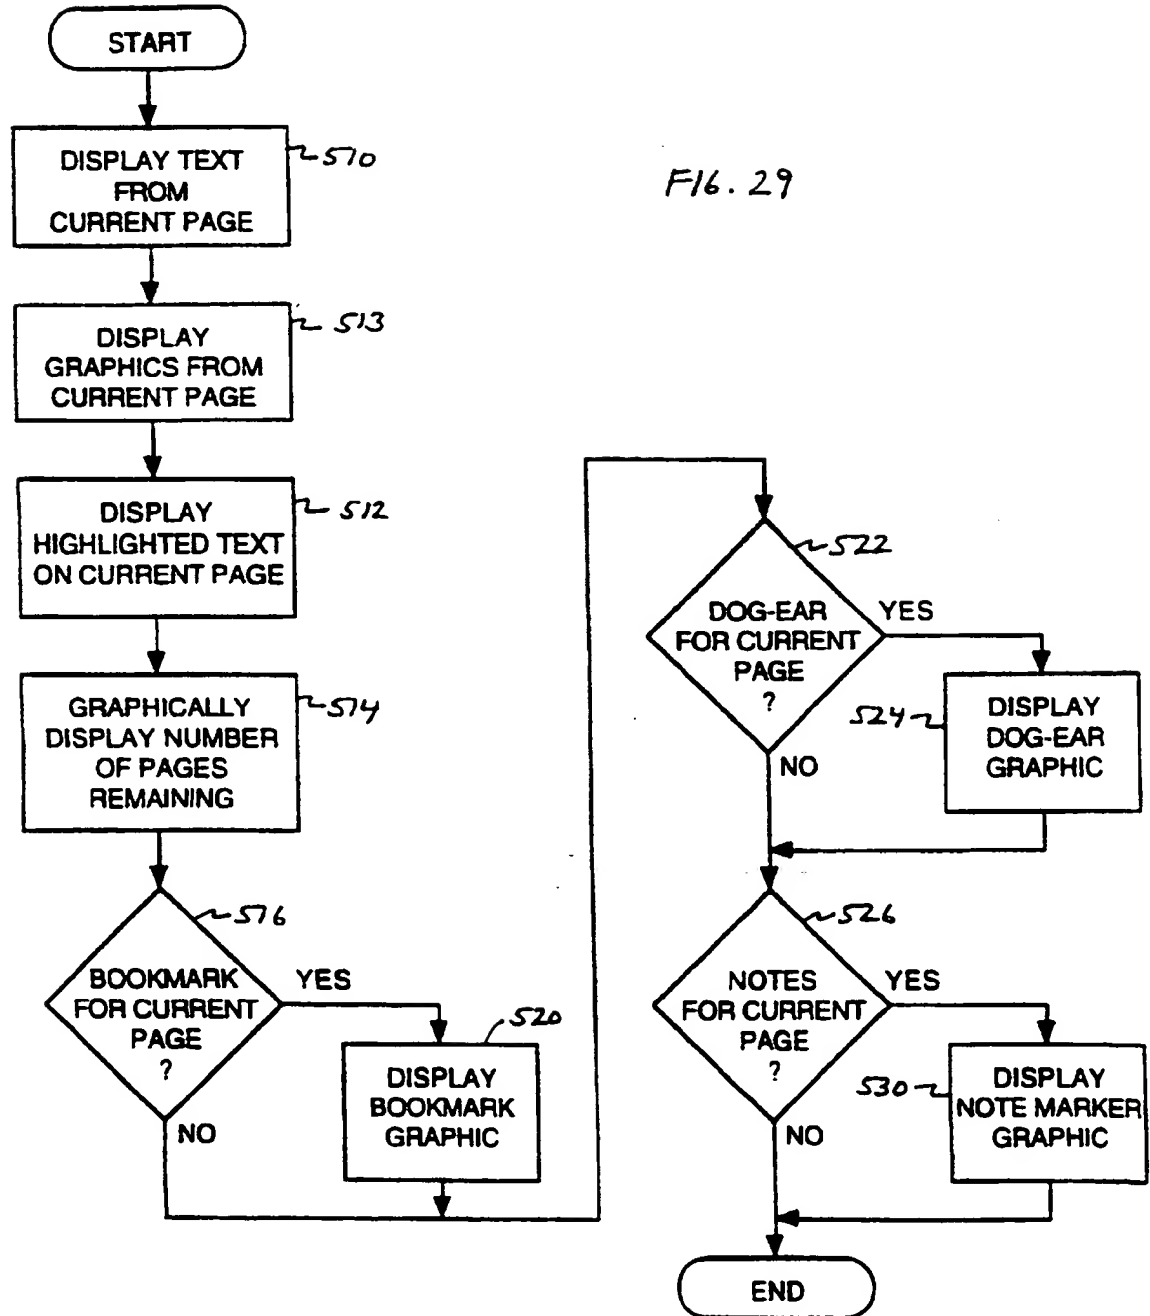 START
DISPLAY TEXT
FROM
CURRENT PAGE
510
FIG. 29
DISPLAY
GRAPHICS FROM
CURRENT PAGE
513
DISPLAY
HIGHLIGHTED TEXT
ON CURRENT PAGE
512
GRAPHICALLY
DISPLAY NUMBER
OF PAGES
REMAINING
514
BOOKMARK
FOR CURRENT
PAGE
?
516
YES
NO
520
DISPLAY
BOOKMARK
GRAPHIC
522
DOG-EAR
FOR CURRENT
PAGE
?
YES
NO
524
DISPLAY
DOG-EAR
GRAPHIC
526
NOTES
FOR CURRENT
PAGE
?
YES
NO
530
DISPLAY
NOTE MARKER
GRAPHIC
END